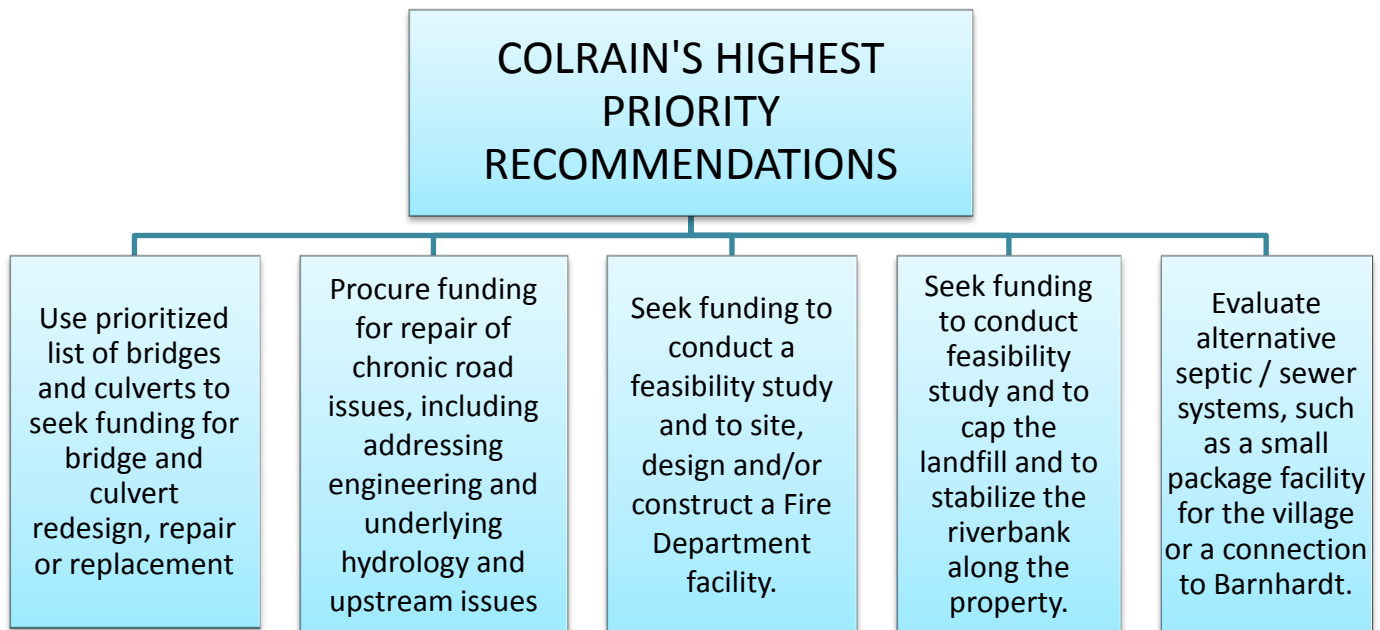 COLRAIN'S HIGHEST
PRIORITY
RECOMMENDATIONS
Use prioritized
list of bridges
and culverts to
seek funding for
bridge and
culvert
redesign, repair
or replacement
Procure funding
for repair of
chronic road
issues, including
addressing
engineering and
underlying
hydrology and
upstream issues
Seek funding to
conduct a
feasibility study
and to site,
design and/or
construct a Fire
Department
facility.
Seek funding
to conduct
feasibility
study and to
cap the
landfill and to
stabilize the
riverbank
along the
property.
Evaluate
alternative
septic / sewer
systems, such
as a small
package facility
for the village
or a connection
to Barnhardt.